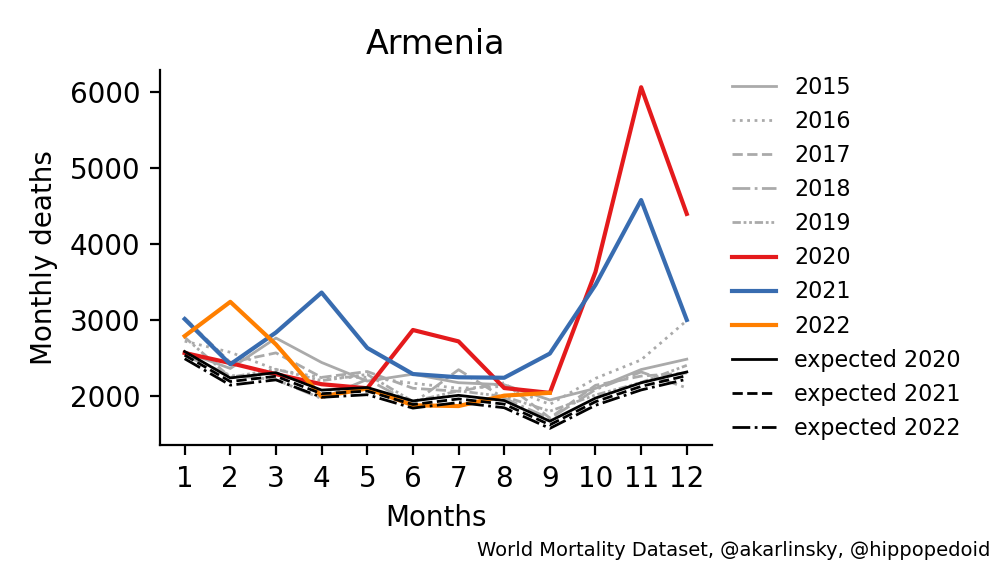 Armenia
Monthly deaths
6000
5000
4000
3000
2000
1 2 3 4 5 6 7 8 9 10 11 12
Months
2015
2016
2017
2018
2019
2020
2021
2022
expected 2020
expected 2021
expected 2022
World Mortality Dataset, @akarlinsky, @hippopedoid